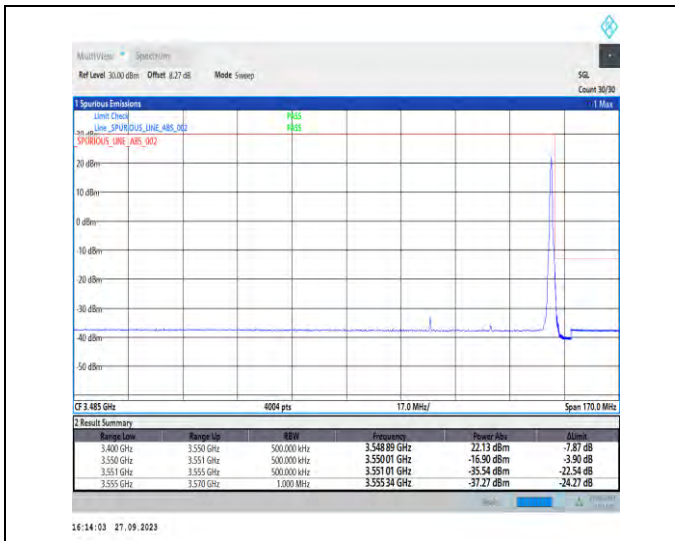 MultiView Spectrum
Ref Level 30.00 dBm Offset 8.27 dB Mode Sweep SGL
Count 30/30
1 Spurious Emissions 1 Max
Limit Check PASS
Line _SPURIOUS_LINE_ABS_002 PASS
_SPURIOUS_LINE_ABS_002
20 dBm
10 dBm
0 dBm
-10 dBm
-20 dBm
-30 dBm
-40 dBm
-50 dBm
CF 3.485 GHz 4004 pts 17.0 MHz/ Span 170.0 MHz
2 Result Summary
Range Low Range Up RBW Frequency Power Abs ΔLimit
3.400 GHz 3.550 GHz 500.000 kHz 3.548 89 GHz 22.13 dBm -7.87 dB
3.550 GHz 3.551 GHz 500.000 kHz 3.550 01 GHz -16.90 dBm -3.90 dB
3.551 GHz 3.555 GHz 500.000 kHz 3.551 01 GHz -35.54 dBm -22.54 dB
3.555 GHz 3.570 GHz 1.000 MHz 3.555 34 GHz -37.27 dBm -24.27 dB
16:14:03 27.09.2023